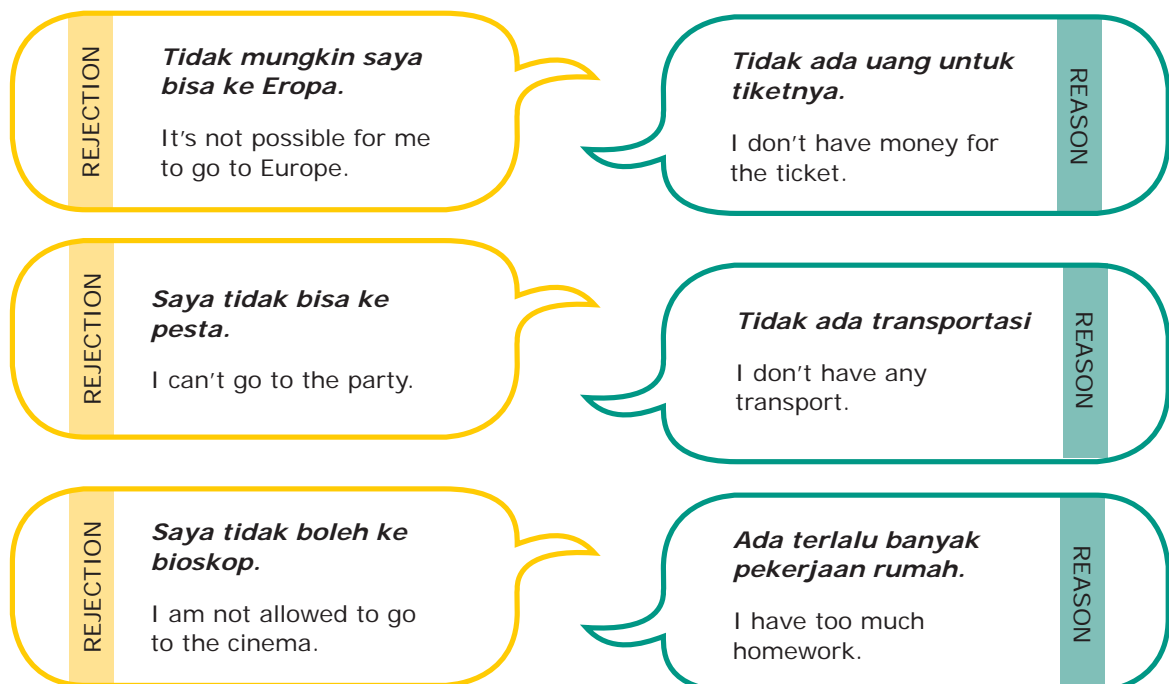 REJECTION
Tidak mungkin saya
bisa ke Eropa.
It's not possible for me
to go to Europe.
Tidak ada uang untuk
tiketnya.
I don't have money for
the ticket.
REASON
REJECTION
Saya tidak bisa ke
pesta.
I can't go to the party.
Tidak ada transportasi
I don't have any
transport.
REASON
REJECTION
Saya tidak boleh ke
bioskop.
I am not allowed to go
to the cinema.
Ada terlalu banyak
pekerjaan rumah.
I have too much
homework.
REASON